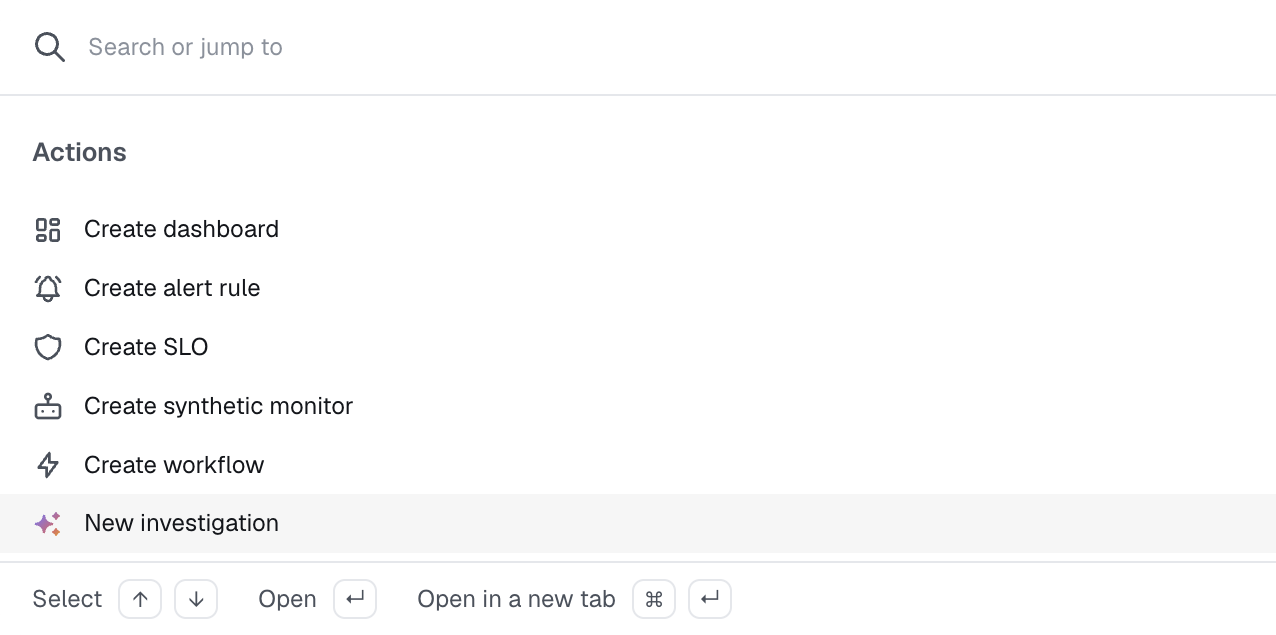 Search or jump to
Actions
Create dashboard
Create alert rule
Create SLO
Create synthetic monitor
Create workflow
New investigation
Select ↑ ↓ Open ↵ Open in a new tab ⌘ ↵